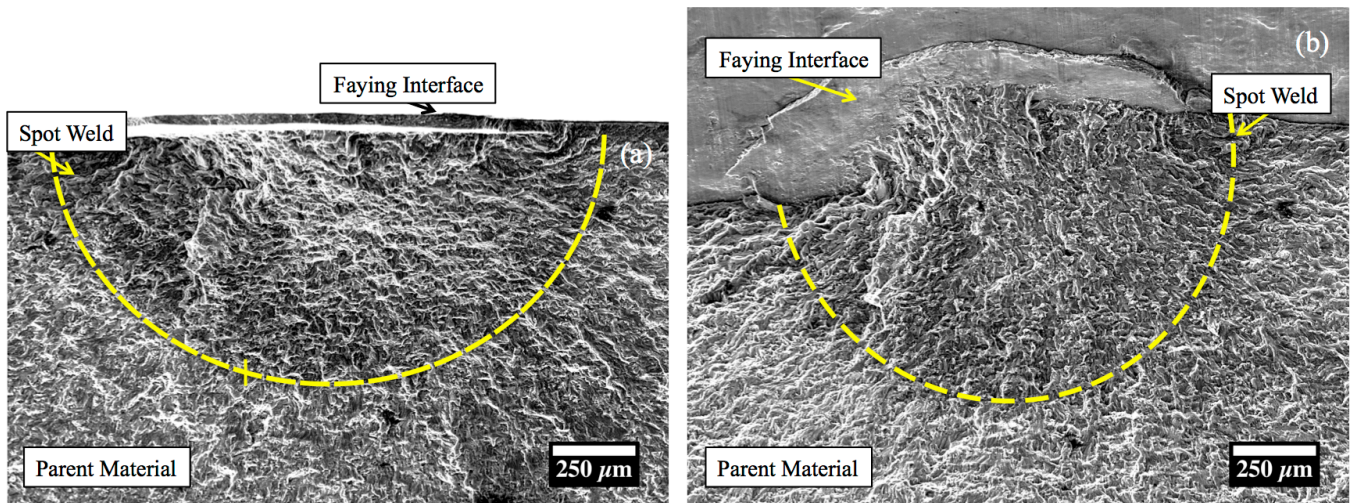 Faying Interface
Spot Weld
(a)
Parent Material
250 µm
(b)
Faying Interface
Spot Weld
Parent Material
250 µm